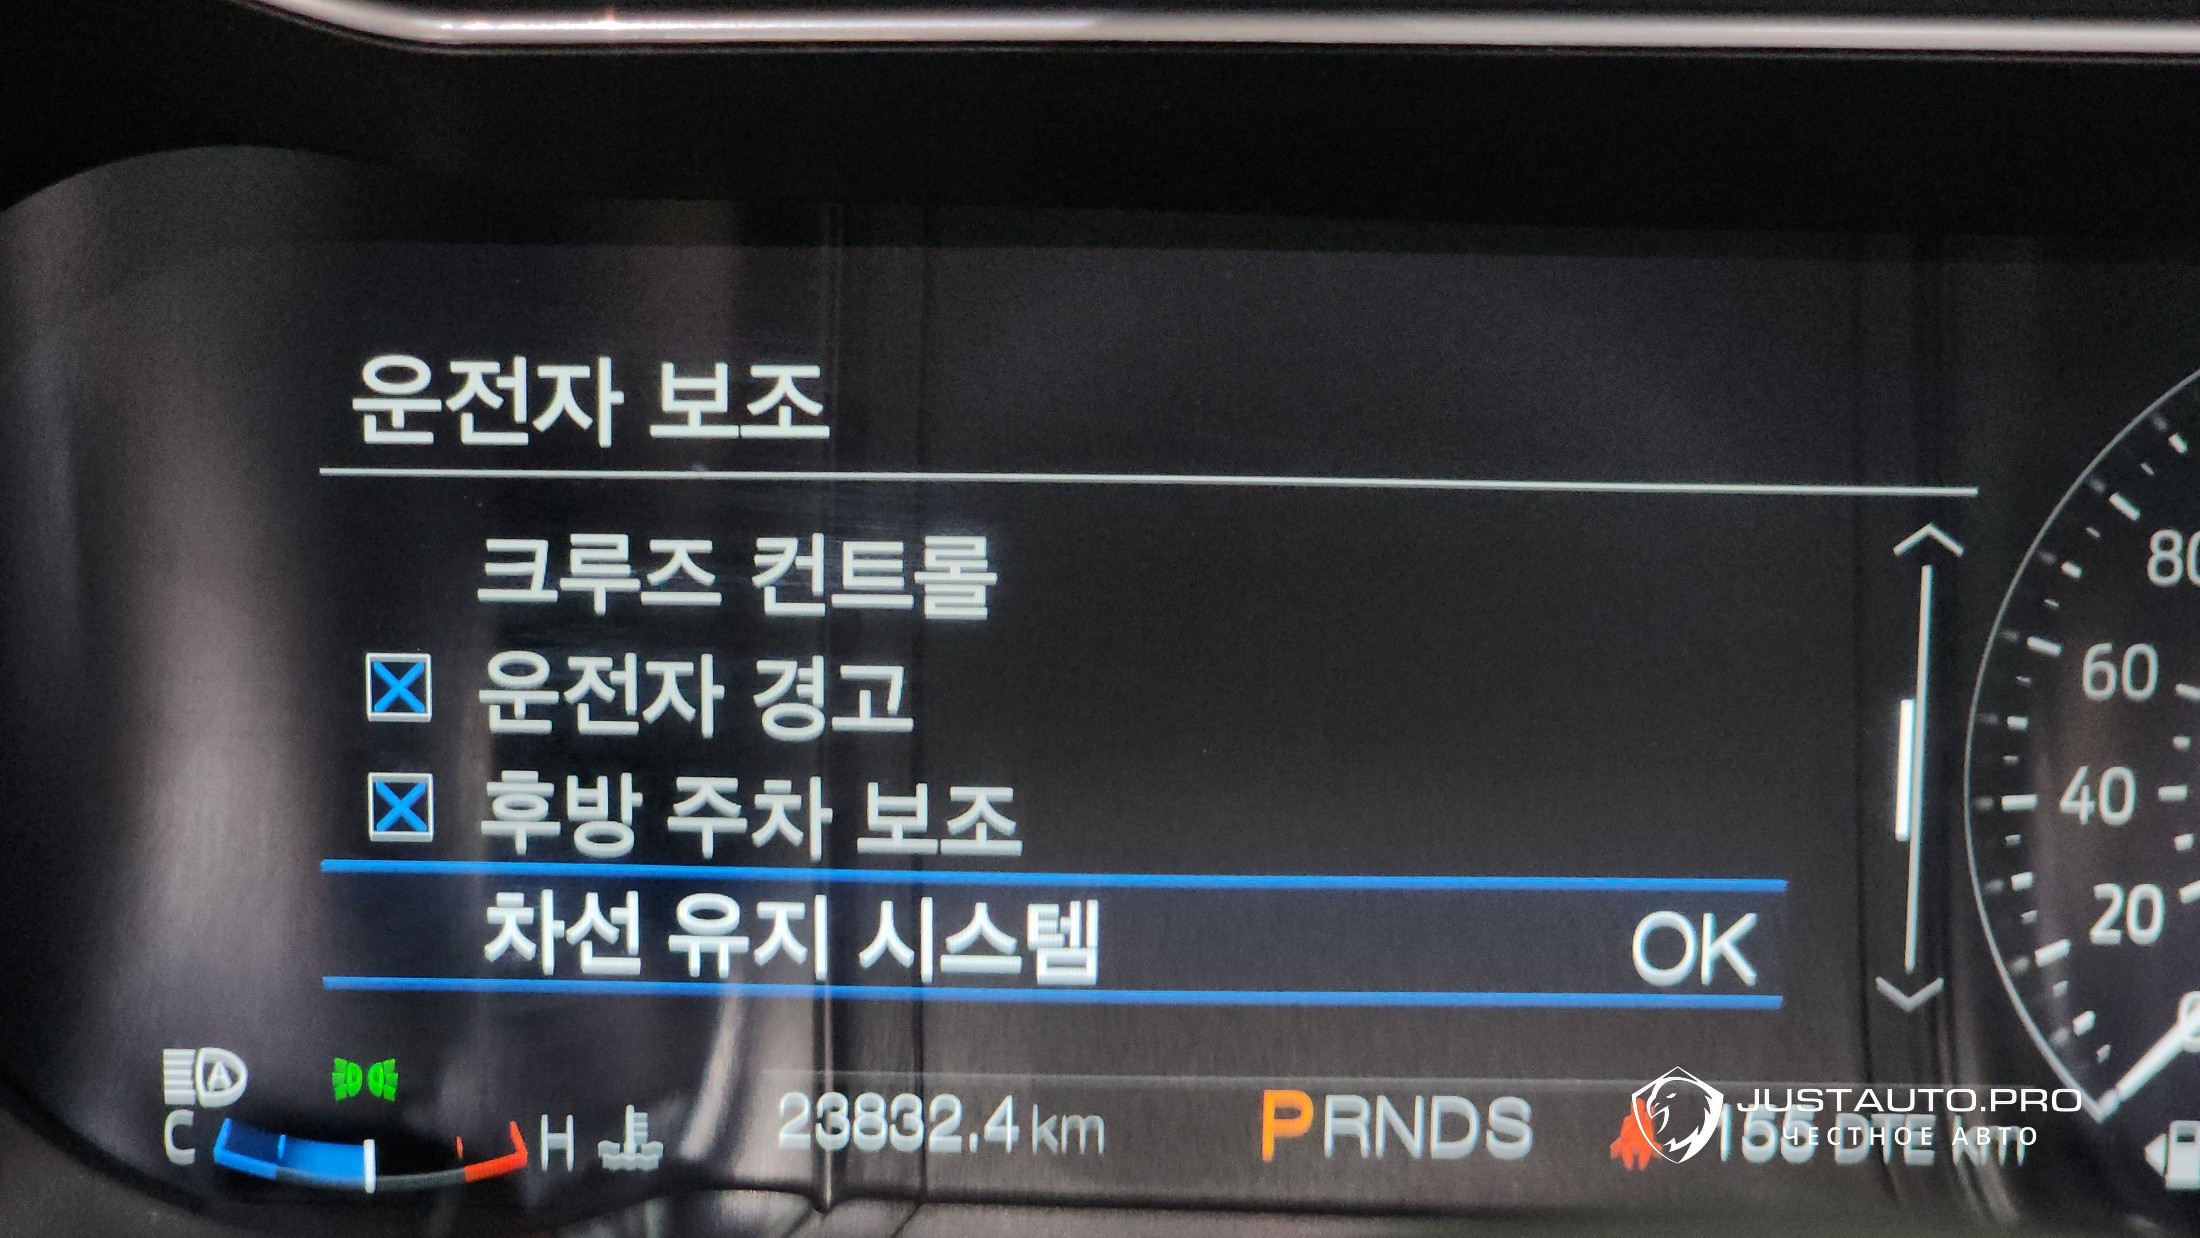 운전자 보조
크루즈 컨트롤
운전자 경고
후방 주차 보조
차선 유지 시스템 OK
80
60
40
20
A
C H 23832.4 km PRNDS DTE km
JUSTAUTO.PRO
ЧЕСТНОЕ АВТО